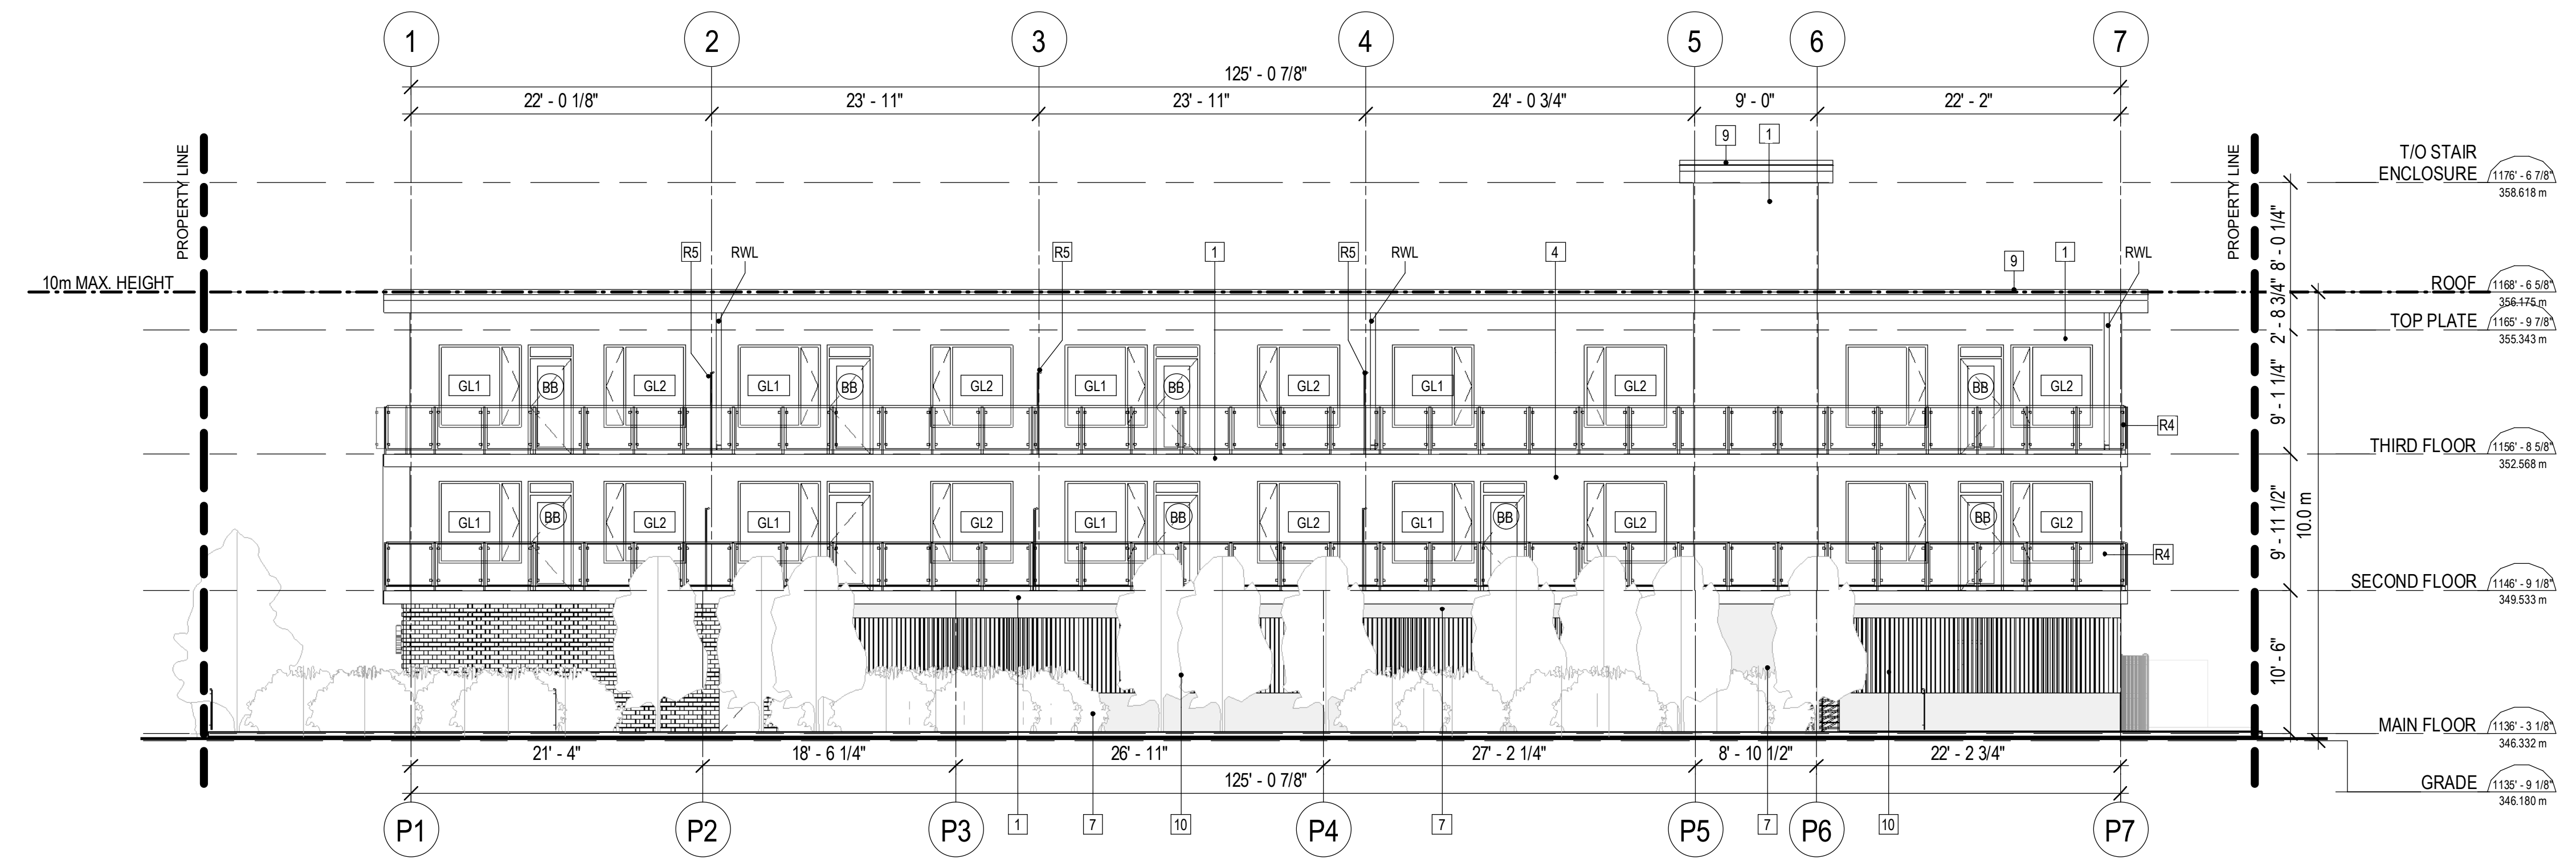 1 2 3 4 5 6 7
125' - 0 7/8"
22' - 0 1/8" 23' - 11" 23' - 11" 24' - 0 3/4" 9' - 0" 22' - 2"
9 1
PROPERTY LINE
PROPERTY LINE
T/O STAIR
ENCLOSURE 1176' - 6 7/8"
358.618 m
8' - 0 1/4"
R5 RWL R5 1 R5 RWL 4 9 1 RWL
10m MAX. HEIGHT
ROOF 1168' - 6 5/8"
356.175 m
2' - 8 3/4"
TOP PLATE 1165' - 9 7/8"
355.343 m
GL1 BB GL2 GL1 BB GL2 GL1 BB GL2 GL1 GL2 BB GL2
9' - 1 1/4"
R4
THIRD FLOOR 1156' - 8 5/8"
352.568 m
GL1 BB GL2 GL1 GL2 GL1 BB GL2 GL1 BB GL2 BB GL2
9' - 11 1/2"
10.0 m
R4
SECOND FLOOR 1146' - 9 1/8"
349.533 m
10' - 6"
MAIN FLOOR 1136' - 3 1/8"
346.332 m
21' - 4" 18' - 6 1/4" 26' - 11" 27' - 2 1/4" 8' - 10 1/2" 22' - 2 3/4"
125' - 0 7/8"
GRADE 1135' - 9 1/8"
346.180 m
P1 P2 P3 1 7 10 P4 7 P5 7 P6 10 P7